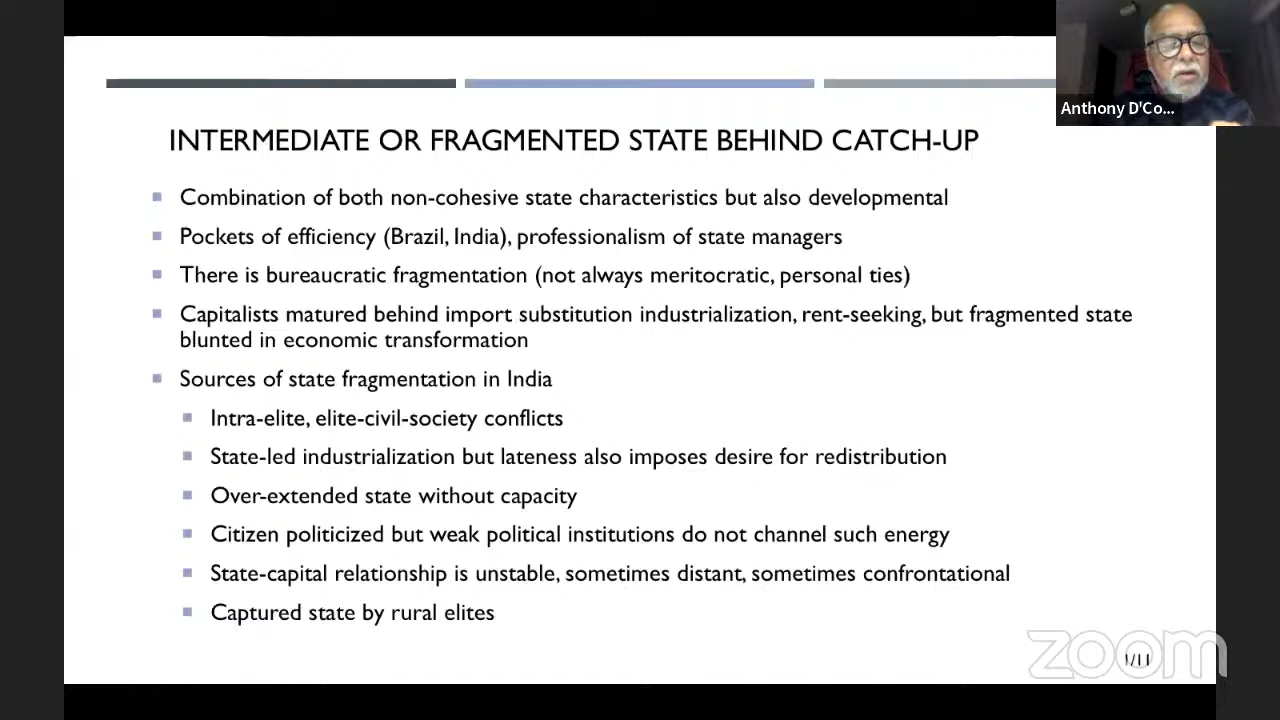 Anthony D'Co...
INTERMEDIATE OR FRAGMENTED STATE BEHIND CATCH-UP
Combination of both non-cohesive state characteristics but also developmental
Pockets of efficiency (Brazil, India), professionalism of state managers
There is bureaucratic fragmentation (not always meritocratic, personal ties)
Capitalists matured behind import substitution industrialization, rent-seeking, but fragmented state
blunted in economic transformation
Sources of state fragmentation in India
Intra-elite, elite-civil-society conflicts
State-led industrialization but lateness also imposes desire for redistribution
Over-extended state without capacity
Citizen politicized but weak political institutions do not channel such energy
State-capital relationship is unstable, sometimes distant, sometimes confrontational
Captured state by rural elites
zoom